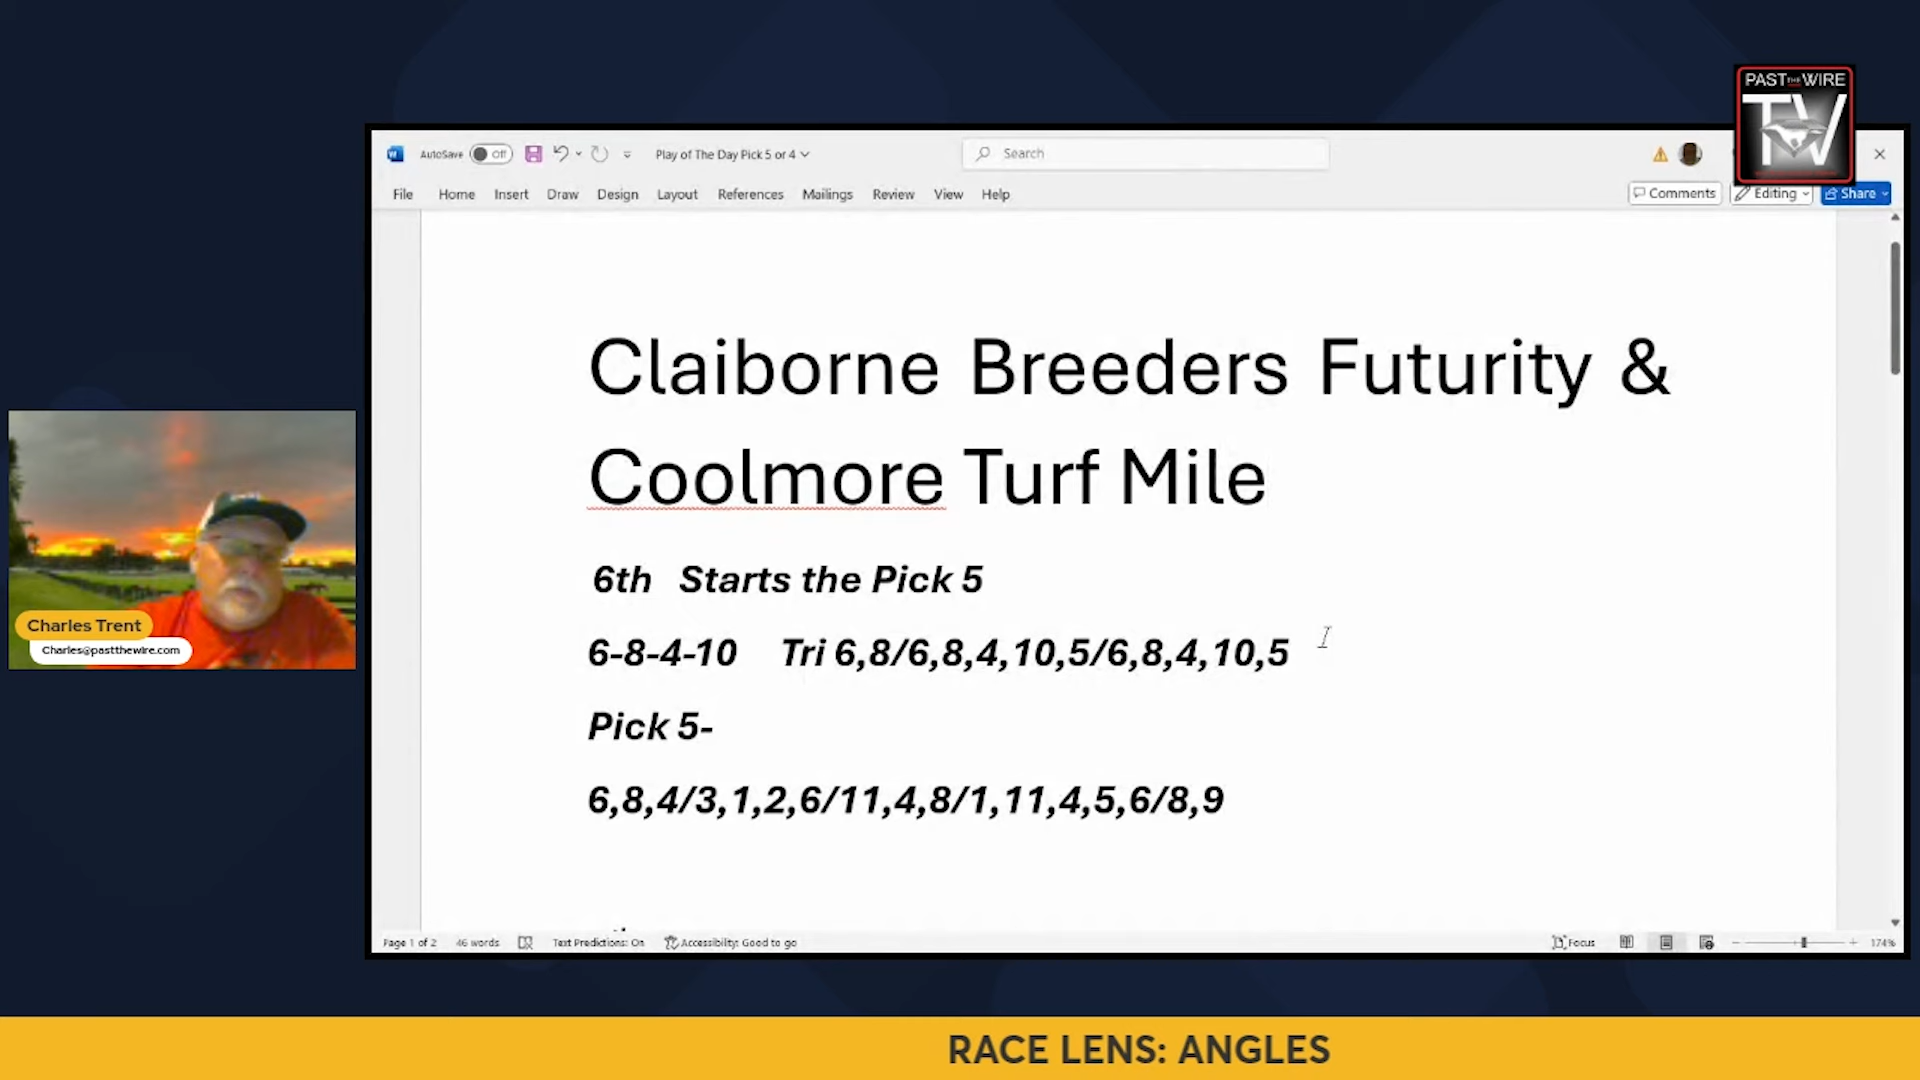 PAST THE WIRE
TV
AutoSave Off
Play of The Day Pick 5 or 4
Search
File Home Insert Draw Design Layout References Mailings Review View Help
Comments Editing Share
Claiborne Breeders Futurity &
Coolmore Turf Mile
6th Starts the Pick 5
6-8-4-10 Tri 6,8/6,8,4,10,5/6,8,4,10,5
Pick 5-
6,8,4/3,1,2,6/11,4,8/1,11,4,5,6/8,9
Charles Trent
Charles@pastthewire.com
Page 1 of 2 46 words Text Predictions: On Accessibility: Good to go Focus 174%
RACE LENS: ANGLES